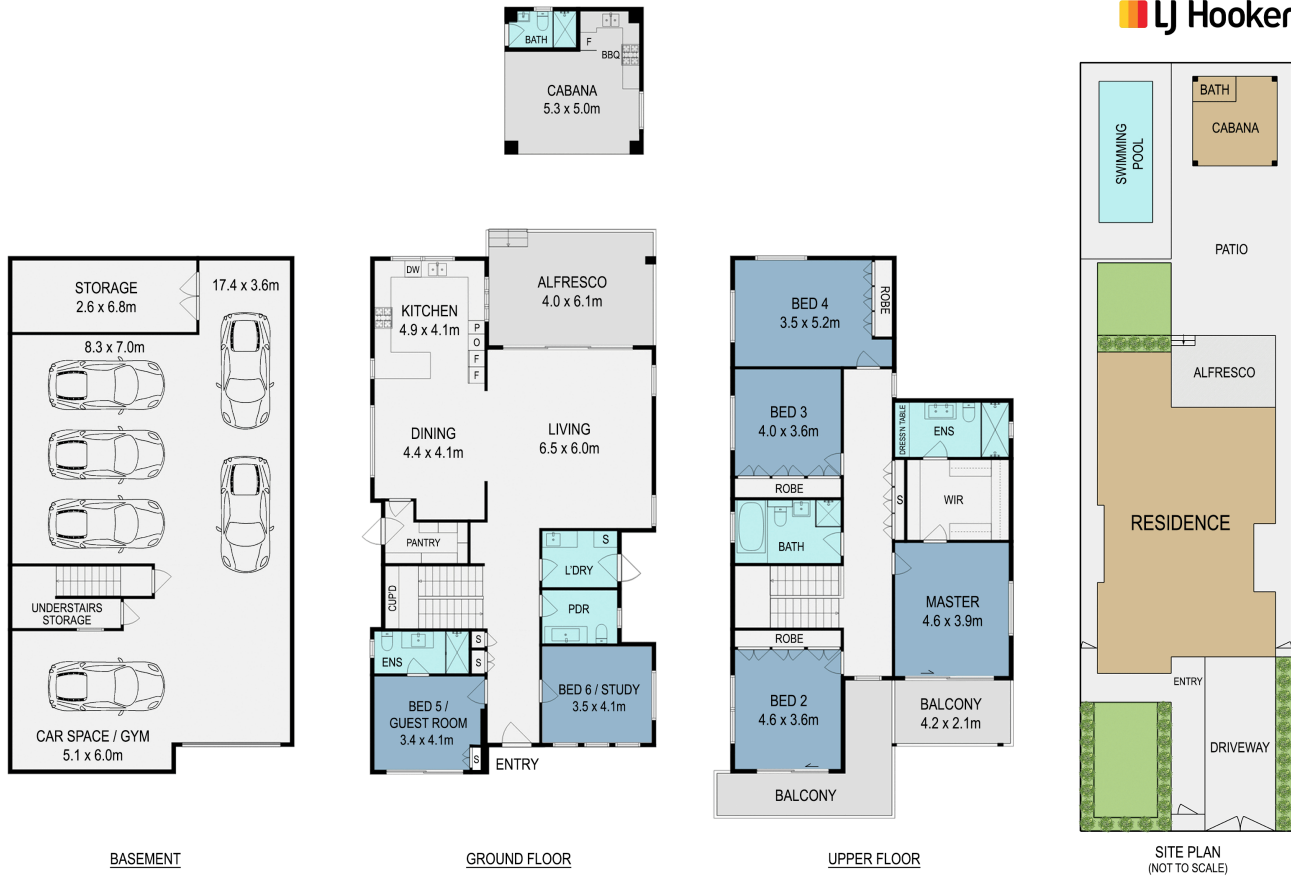 LJ Hooker
BATH
F
BBQ
CABANA
5.3 x 5.0m
STORAGE
2.6 x 6.8m
17.4 x 3.6m
8.3 x 7.0m
UNDERSTAIRS
STORAGE
CAR SPACE / GYM
5.1 x 6.0m
BASEMENT
DW
KITCHEN
4.9 x 4.1m
P
O
F
F
ALFRESCO
4.0 x 6.1m
DINING
4.4 x 4.1m
LIVING
6.5 x 6.0m
PANTRY
CUP'D
S
L'DRY
PDR
ENS
S
S
BED 5 /
GUEST ROOM
3.4 x 4.1m
S
BED 6 / STUDY
3.5 x 4.1m
ENTRY
GROUND FLOOR
BED 4
3.5 x 5.2m
ROBE
BED 3
4.0 x 3.6m
ROBE
DRESS'N TABLE
ENS
S
WIR
BATH
MASTER
4.6 x 3.9m
ROBE
BED 2
4.6 x 3.6m
BALCONY
4.2 x 2.1m
BALCONY
UPPER FLOOR
SWIMMING
POOL
BATH
CABANA
PATIO
ALFRESCO
RESIDENCE
ENTRY
DRIVEWAY
SITE PLAN
(NOT TO SCALE)